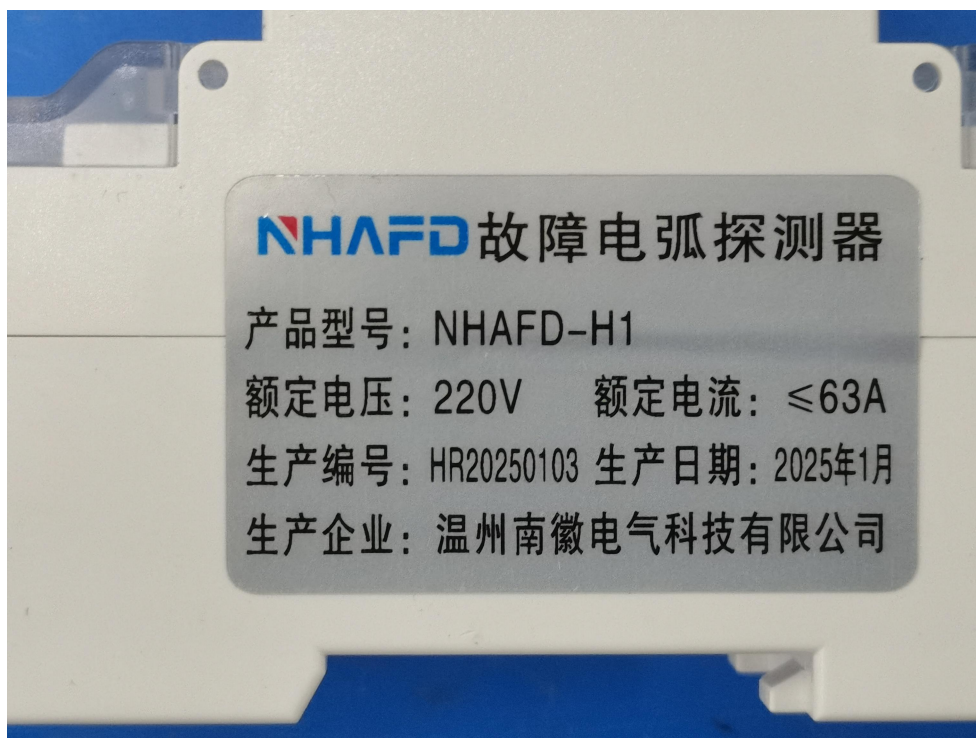 NHAFD故障电弧探测器
产品型号：NHAFD-H1
额定电压：220V 额定电流：≤63A
生产编号：HR20250103 生产日期：2025年1月
生产企业：温州南徽电气科技有限公司